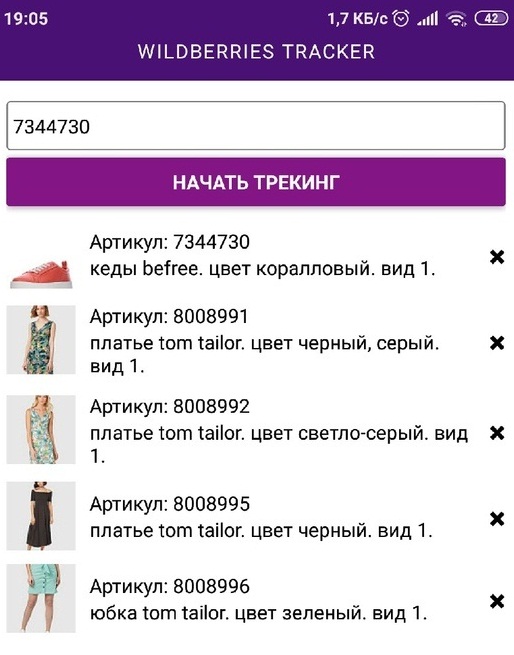 19:05 1,7 КБ/с 42
WILDBERRIES TRACKER
7344730
НАЧАТЬ ТРЕКИНГ
Артикул: 7344730
кеды befree. цвет коралловый. вид 1.
Артикул: 8008991
платье tom tailor. цвет черный, серый.
вид 1.
Артикул: 8008992
платье tom tailor. цвет светло-серый. вид
1.
Артикул: 8008995
платье tom tailor. цвет черный. вид 1.
Артикул: 8008996
юбка tom tailor. цвет зеленый. вид 1.